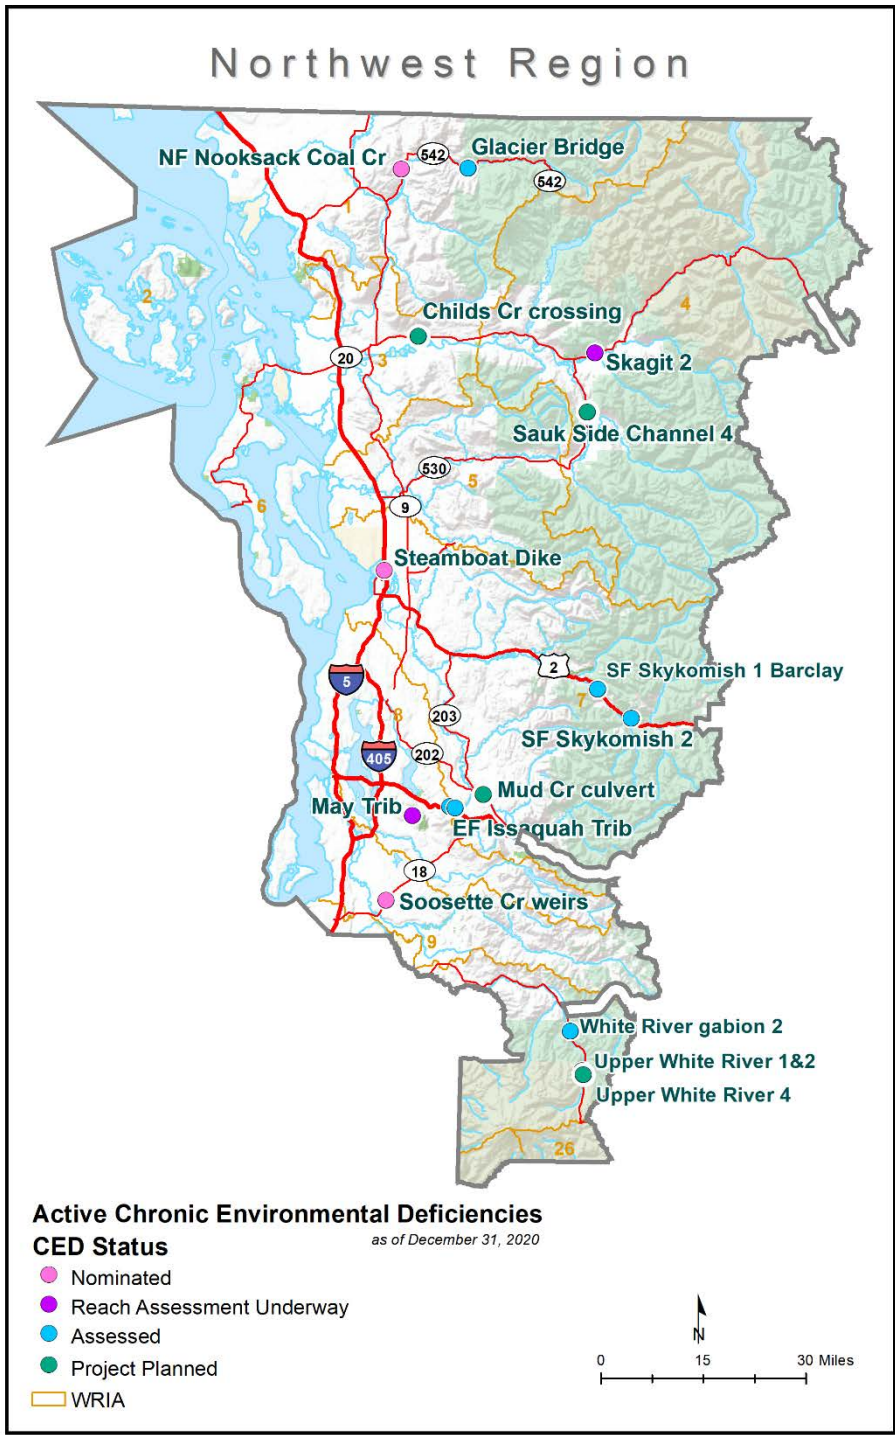 Northwest Region
NF Nooksack Coal Cr
542
Glacier Bridge
542
1
2
Childs Cr crossing
4
20
3
Skagit 2
Sauk Side Channel 4
530
5
6
9
Steamboat Dike
2
SF Skykomish 1 Barclay
5
7
203
8
SF Skykomish 2
202
405
Mud Cr culvert
May Trib
EF Issaquah Trib
18
Soosette Cr weirs
9
White River gabion 2
Upper White River 1&2
Upper White River 4
26
Active Chronic Environmental Deficiencies
as of December 31, 2020
CED Status
Nominated
Reach Assessment Underway
Assessed
Project Planned
WRIA
N
0 15 30 Miles